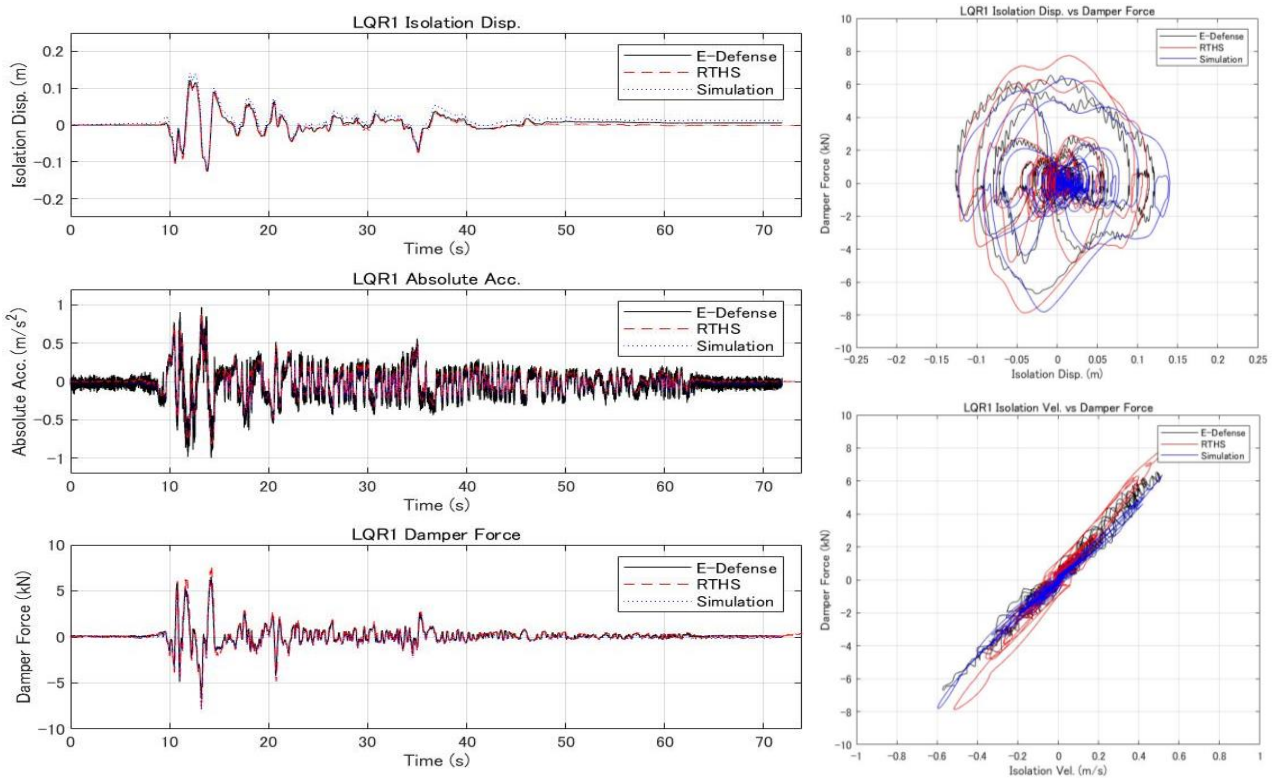 LQR1 Isolation Disp.
Isolation Disp. (m)
0.2
0.1
0
-0.1
-0.2
E-Defense
RTHS
Simulation
0 10 20 30 40 50 60 70
Time (s)
LQR1 Absolute Acc.
Absolute Acc. (m/s²)
1
0.5
0
-0.5
-1
E-Defense
RTHS
Simulation
0 10 20 30 40 50 60 70
Time (s)
LQR1 Damper Force
Damper Force (kN)
10
5
0
-5
-10
E-Defense
RTHS
Simulation
0 10 20 30 40 50 60 70
Time (s)
LQR1 Isolation Disp. vs Damper Force
Damper Force (kN)
10
8
6
4
2
0
-2
-4
-6
-8
-10
E-Defense
RTHS
Simulation
-0.25 -0.2 -0.15 -0.1 -0.05 0 0.05 0.1 0.15 0.2 0.25
Isolation Disp. (m)
LQR1 Isolation Vel. vs Damper Force
Damper Force (kN)
10
8
6
4
2
0
-2
-4
-6
-8
-10
E-Defense
RTHS
Simulation
-1 -0.8 -0.6 -0.4 -0.2 0 0.2 0.4 0.6 0.8 1
Isolation Vel. (m/s)